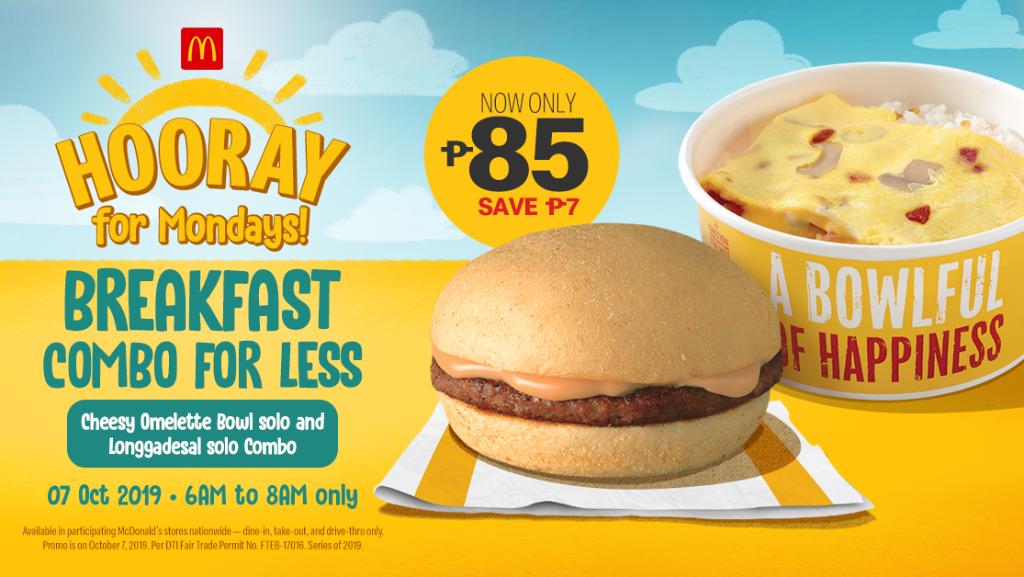 HOORAY
for Mondays!
BREAKFAST
COMBO FOR LESS
Cheesy Omelette Bowl solo and
Longgadesal solo Combo
07 Oct 2019 • 6AM to 8AM only
Available in participating McDonald's stores nationwide — dine-in, take-out, and drive-thru only.
Promo is on October 7, 2019. Per DTI Fair Trade Permit No. FTEB-17016. Series of 2019.
NOW ONLY
₱85
SAVE ₱7
A BOWLFUL
OF HAPPINESS